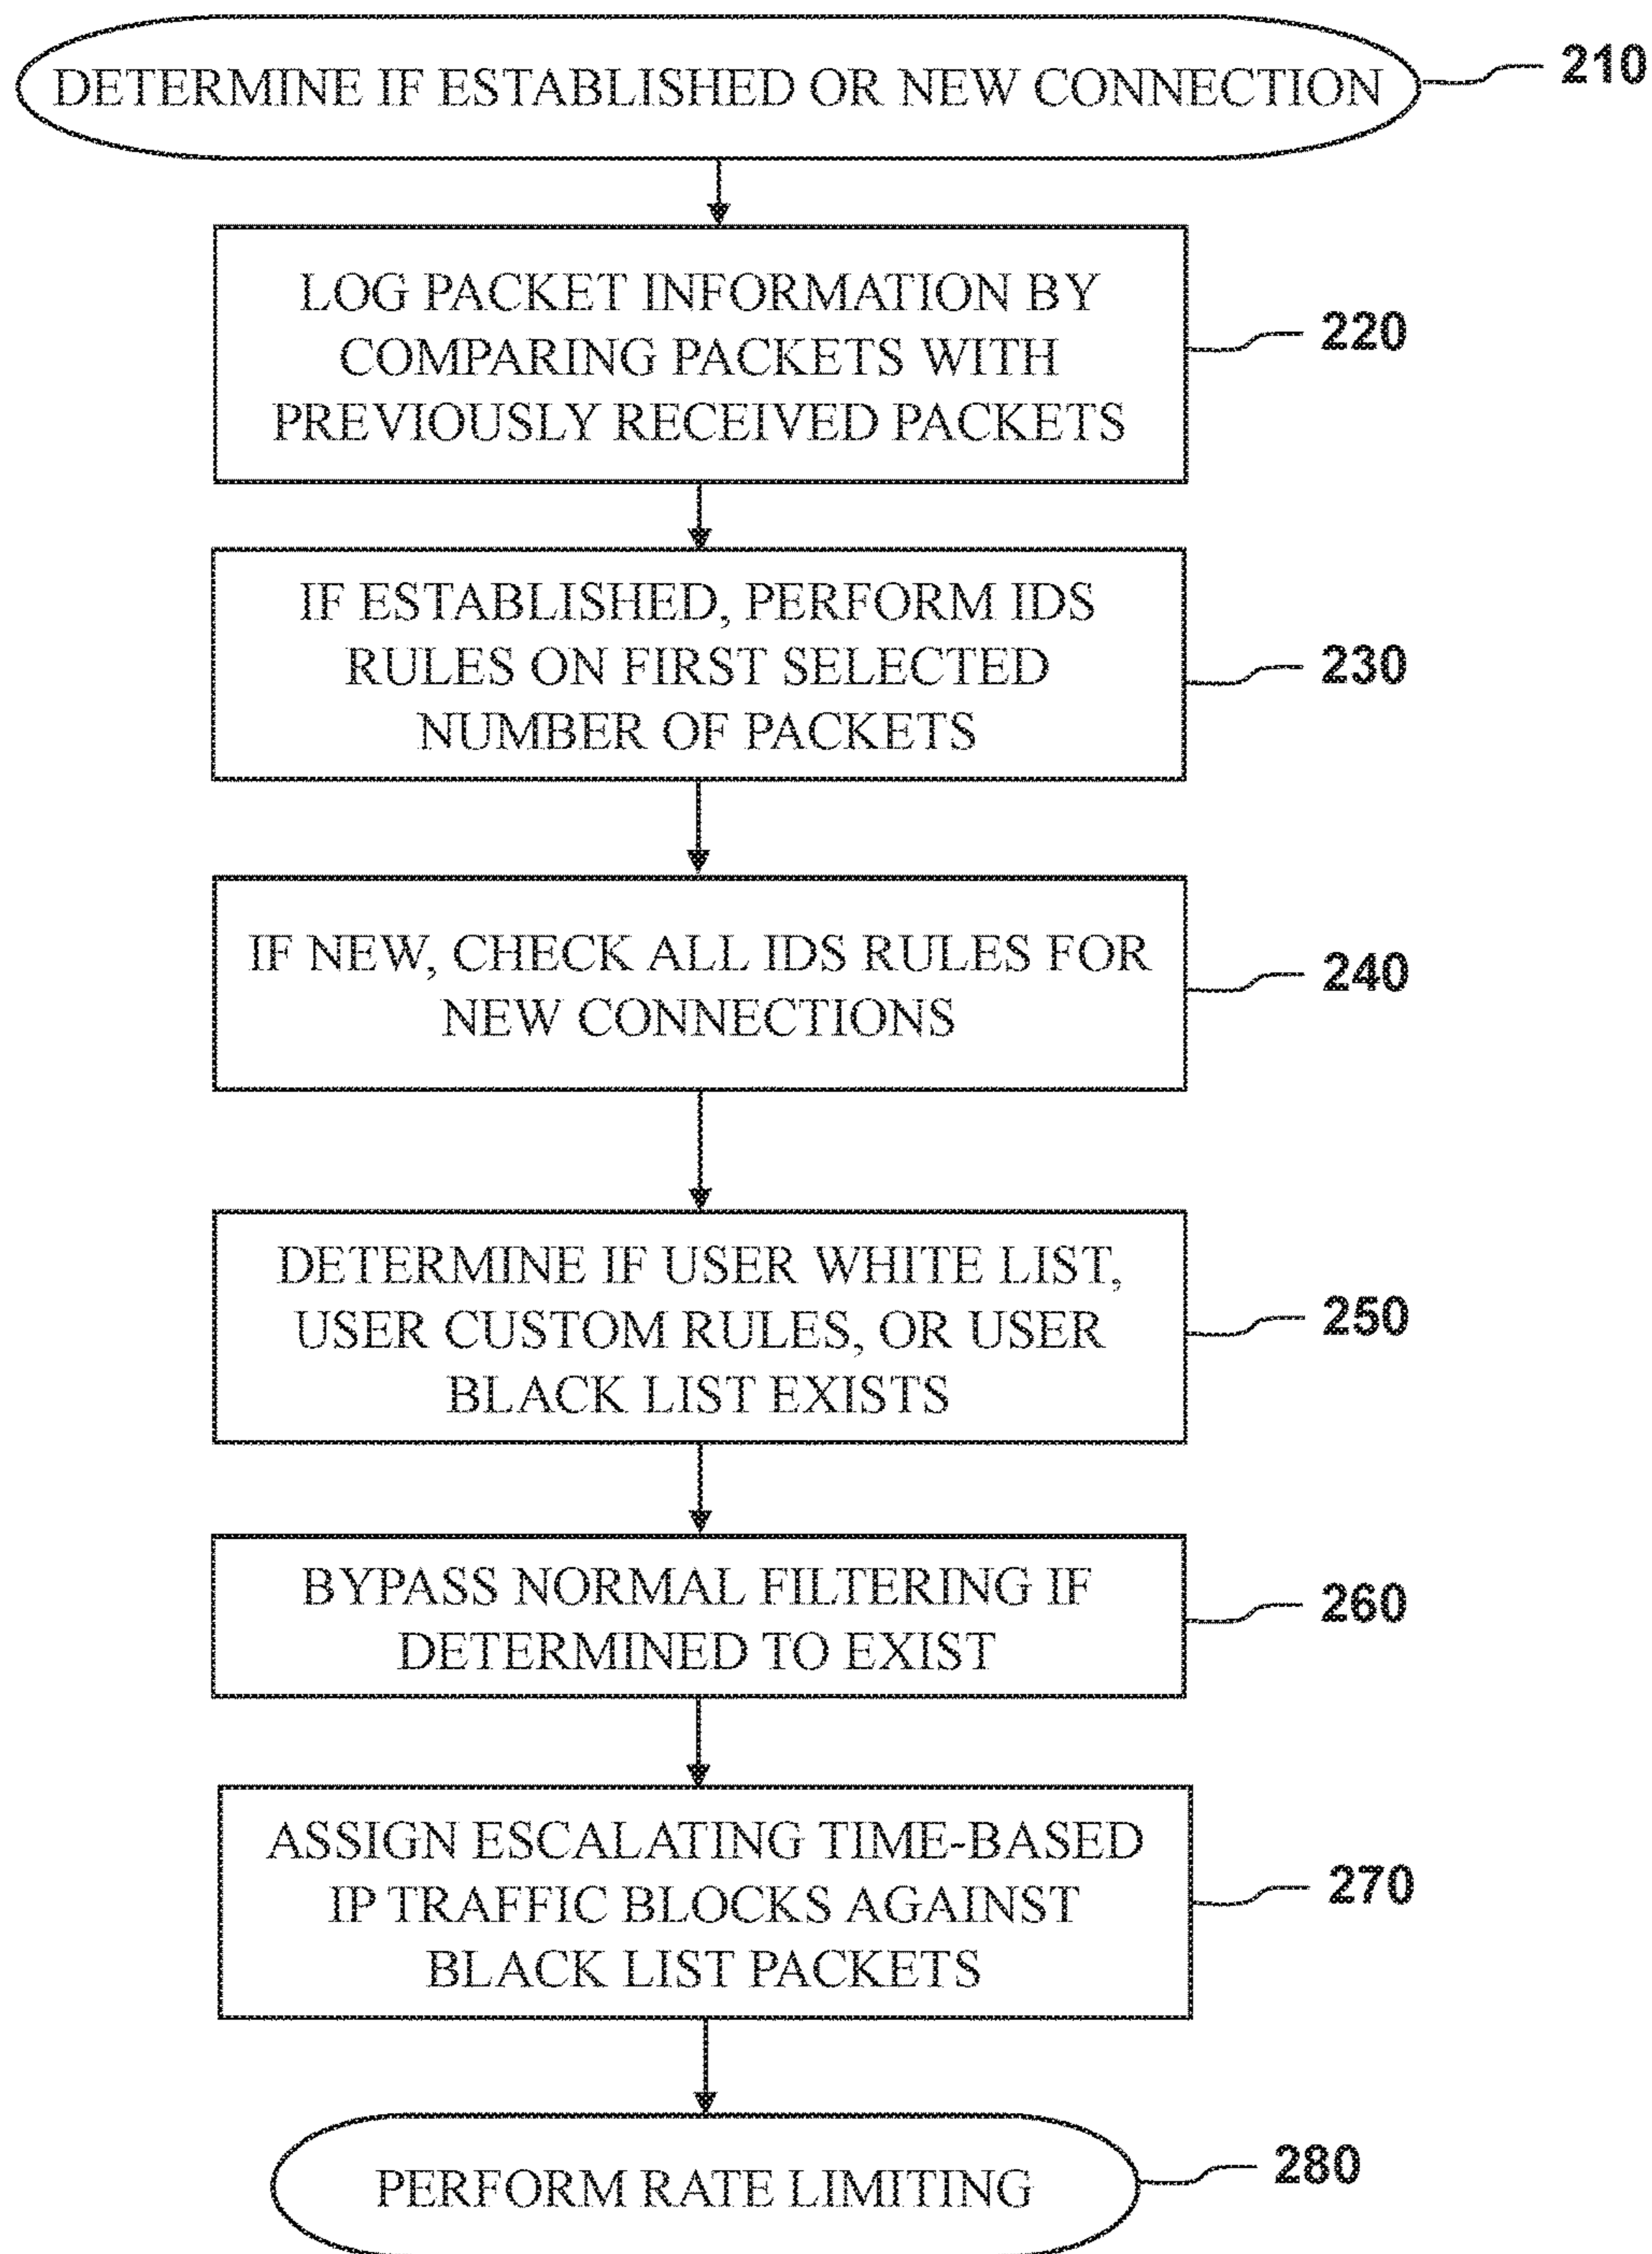 DETERMINE IF ESTABLISHED OR NEW CONNECTION
210
LOG PACKET INFORMATION BY
COMPARING PACKETS WITH
PREVIOUSLY RECEIVED PACKETS
220
IF ESTABLISHED, PERFORM IDS
RULES ON FIRST SELECTED
NUMBER OF PACKETS
230
IF NEW, CHECK ALL IDS RULES FOR
NEW CONNECTIONS
240
DETERMINE IF USER WHITE LIST,
USER CUSTOM RULES, OR USER
BLACK LIST EXISTS
250
BYPASS NORMAL FILTERING IF
DETERMINED TO EXIST
260
ASSIGN ESCALATING TIME-BASED
IP TRAFFIC BLOCKS AGAINST
BLACK LIST PACKETS
270
PERFORM RATE LIMITING
280